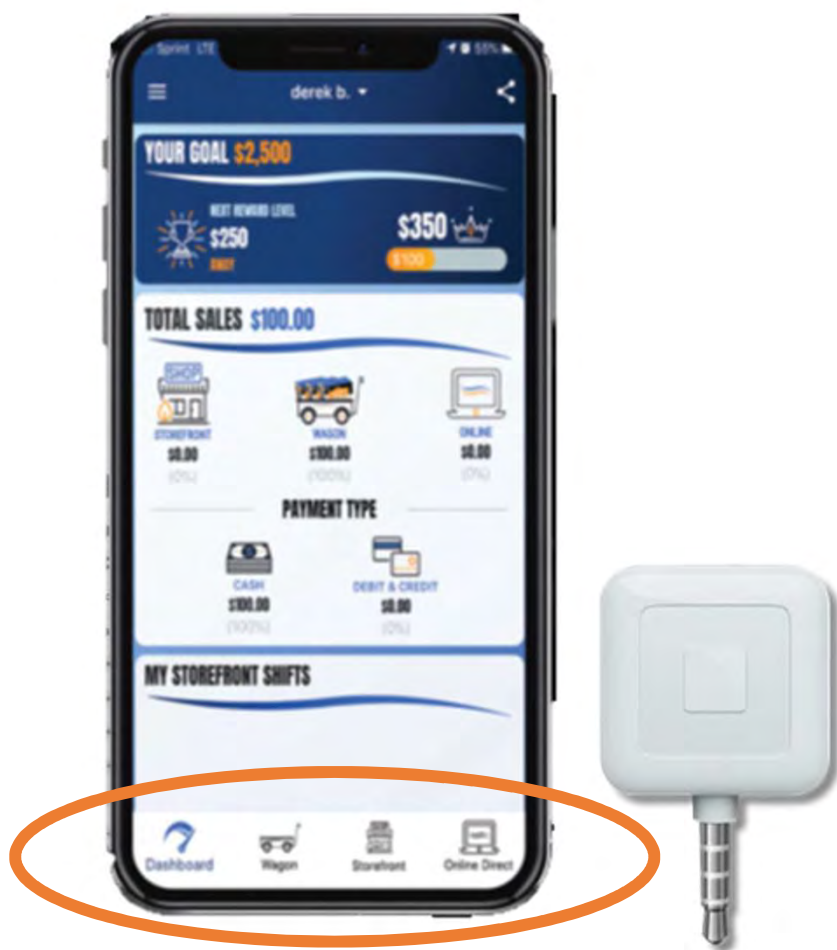 Sprint LTE 55%
derek b.
YOUR GOAL $2,500
NEXT REWARD LEVEL
$250
$350
$100
TOTAL SALES $100.00
SHOP
STOREFRONT
WAGON
ONLINE
$0.00
$100.00
$0.00
(0%)
(100%)
(0%)
PAYMENT TYPE
CASH
DEBIT & CREDIT
$100.00
$0.00
(100%)
(0%)
MY STOREFRONT SHIFTS
Dashboard
Wagon
Storefront
Online Direct